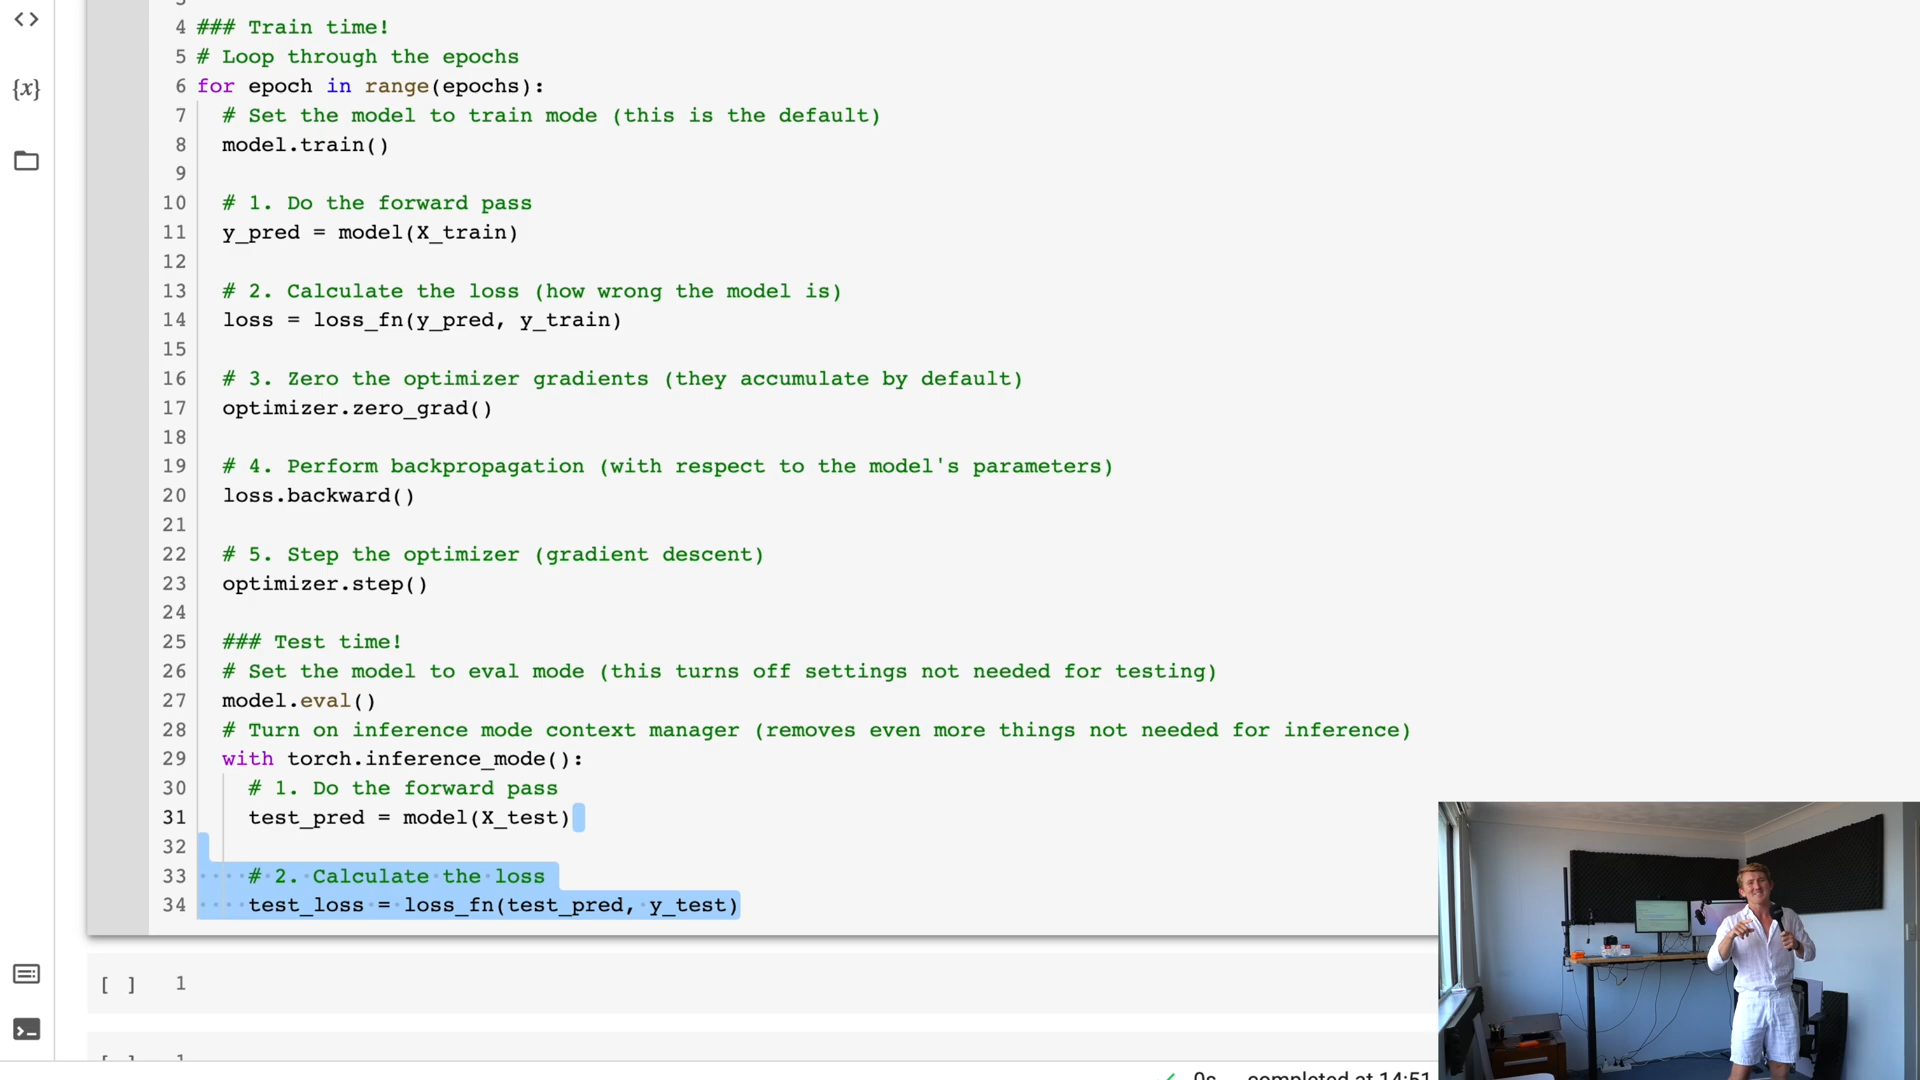 4 ### Train time!
5 # Loop through the epochs
6 for epoch in range(epochs):
7 # Set the model to train mode (this is the default)
8 model.train()
9
10 # 1. Do the forward pass
11 y_pred = model(X_train)
12
13 # 2. Calculate the loss (how wrong the model is)
14 loss = loss_fn(y_pred, y_train)
15
16 # 3. Zero the optimizer gradients (they accumulate by default)
17 optimizer.zero_grad()
18
19 # 4. Perform backpropagation (with respect to the model's parameters)
20 loss.backward()
21
22 # 5. Step the optimizer (gradient descent)
23 optimizer.step()
24
25 ### Test time!
26 # Set the model to eval mode (this turns off settings not needed for testing)
27 model.eval()
28 # Turn on inference mode context manager (removes even more things not needed for inference)
29 with torch.inference_mode():
30 # 1. Do the forward pass
31 test_pred = model(X_test)
32
33 # 2. Calculate the loss
34 test_loss = loss_fn(test_pred, y_test)
[ ] 1
[ ] 1
0s completed at 14:51